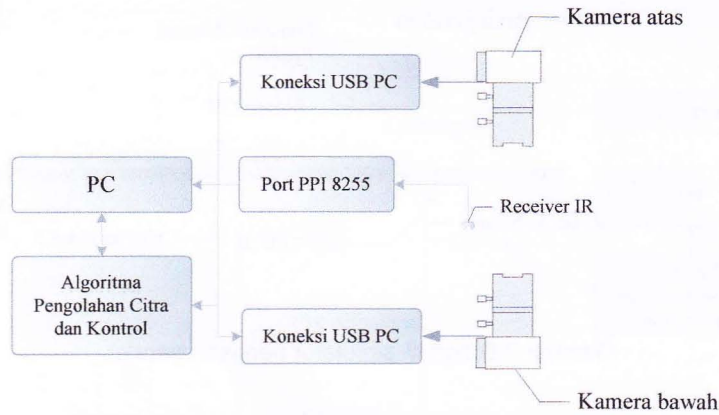 Kamera atas
Koneksi USB PC
PC
Port PPI 8255
Receiver IR
Algoritma
Pengolahan Citra
dan Kontrol
Koneksi USB PC
Kamera bawah